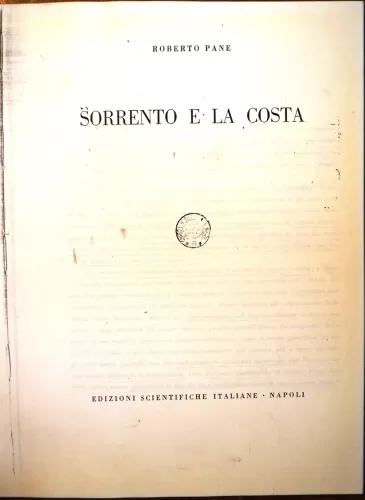 ROBERTO PANE
SORRENTO E LA COSTA
EDIZIONI SCIENTIFICHE ITALIANE · NAPOLI